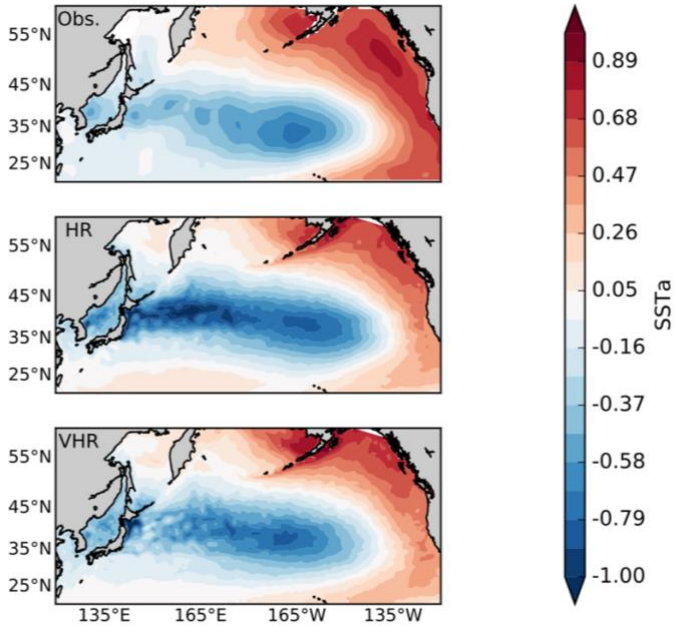 Obs.
55°N
45°N
35°N
25°N
HR
55°N
45°N
35°N
25°N
VHR
55°N
45°N
35°N
25°N
135°E 165°E 165°W 135°W
0.89
0.68
0.47
0.26
0.05
-0.16
-0.37
-0.58
-0.79
-1.00
SSTa